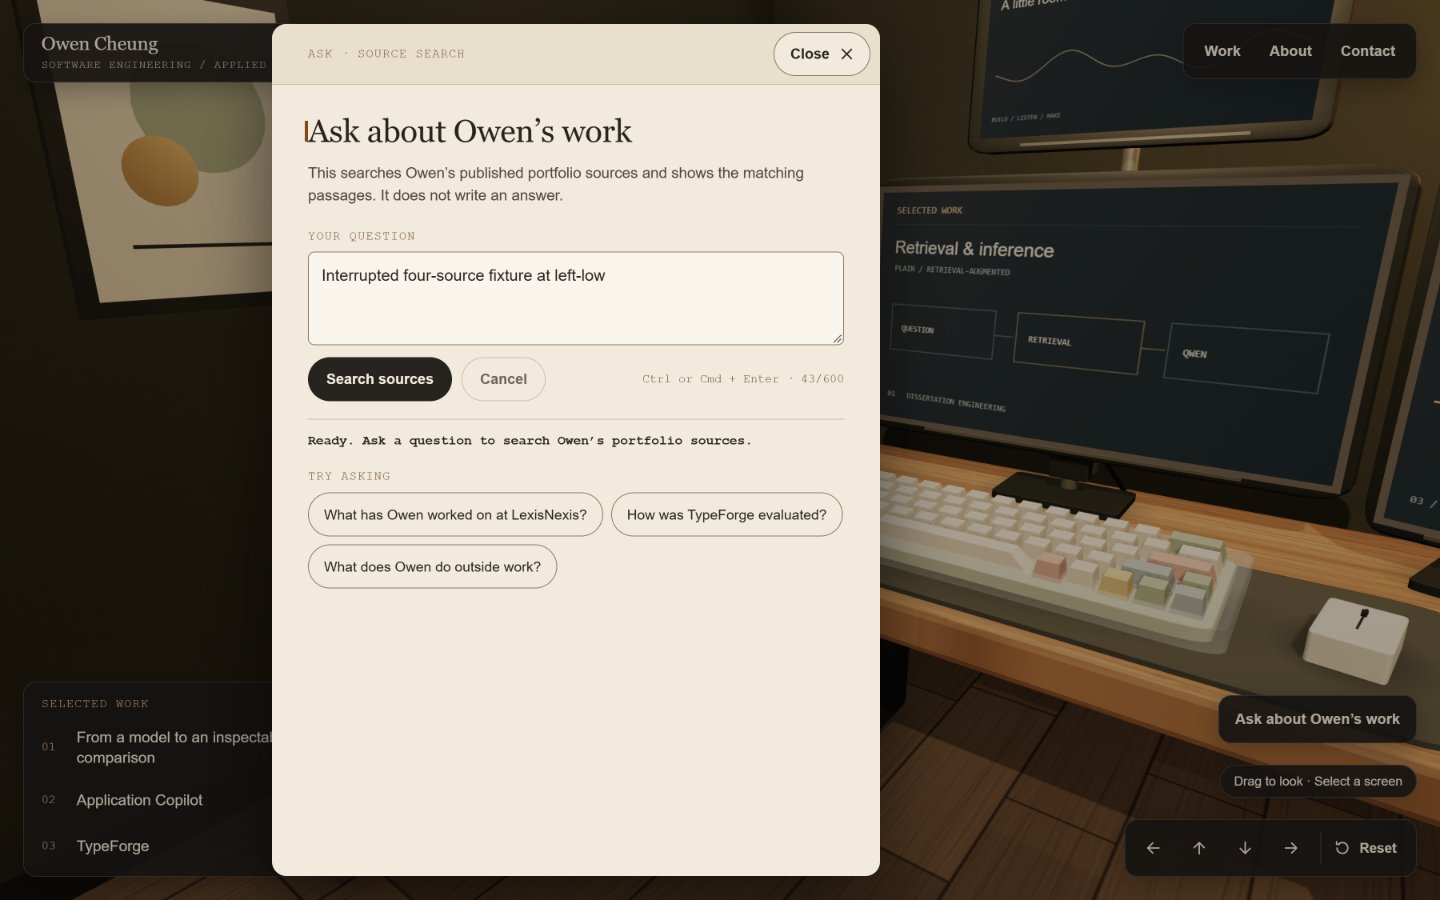 Owen Cheung
SOFTWARE ENGINEERING / APPLIED
ASK · SOURCE SEARCH
Close
Work
About
Contact
Ask about Owen’s work
This searches Owen’s published portfolio sources and shows the matching
passages. It does not write an answer.
YOUR QUESTION
Interrupted four-source fixture at left-low
Search sources
Cancel
Ctrl or Cmd + Enter · 43/600
Ready. Ask a question to search Owen’s portfolio sources.
TRY ASKING
What has Owen worked on at LexisNexis?
How was TypeForge evaluated?
What does Owen do outside work?
A little
BUILD / LISTEN / MAKE
SELECTED WORK
Retrieval & inference
PLAIN / RETRIEVAL-AUGMENTED
QUESTION
RETRIEVAL
QWEN
01 DISSERTATION ENGINEERING
03 /
SELECTED WORK
01 From a model to an
comparison
02 Application Copilot
03 TypeForge
Ask about Owen’s work
Drag to look · Select a screen
Reset